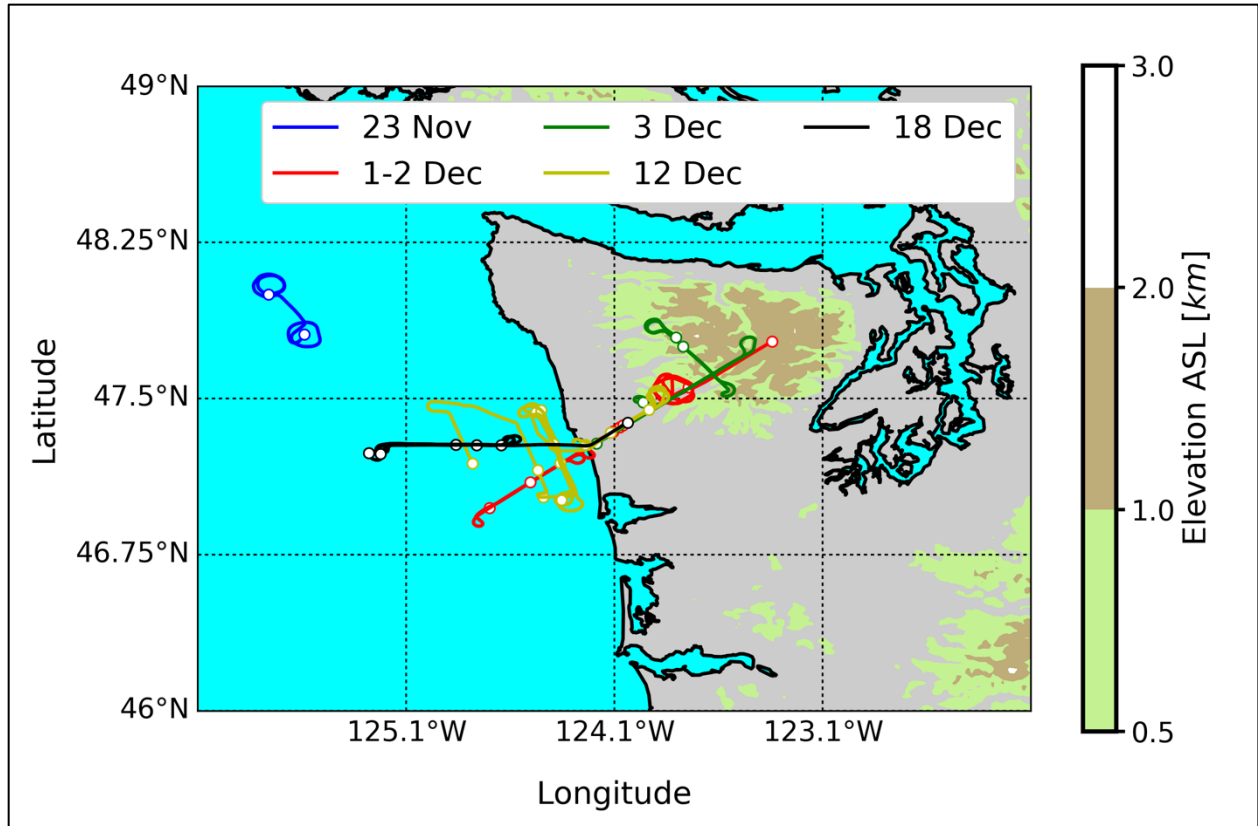 49°N
48.25°N
47.5°N
46.75°N
46°N
Latitude
23 Nov
3 Dec
18 Dec
1-2 Dec
12 Dec
125.1°W
124.1°W
123.1°W
Longitude
3.0
2.0
1.0
0.5
Elevation ASL [km]